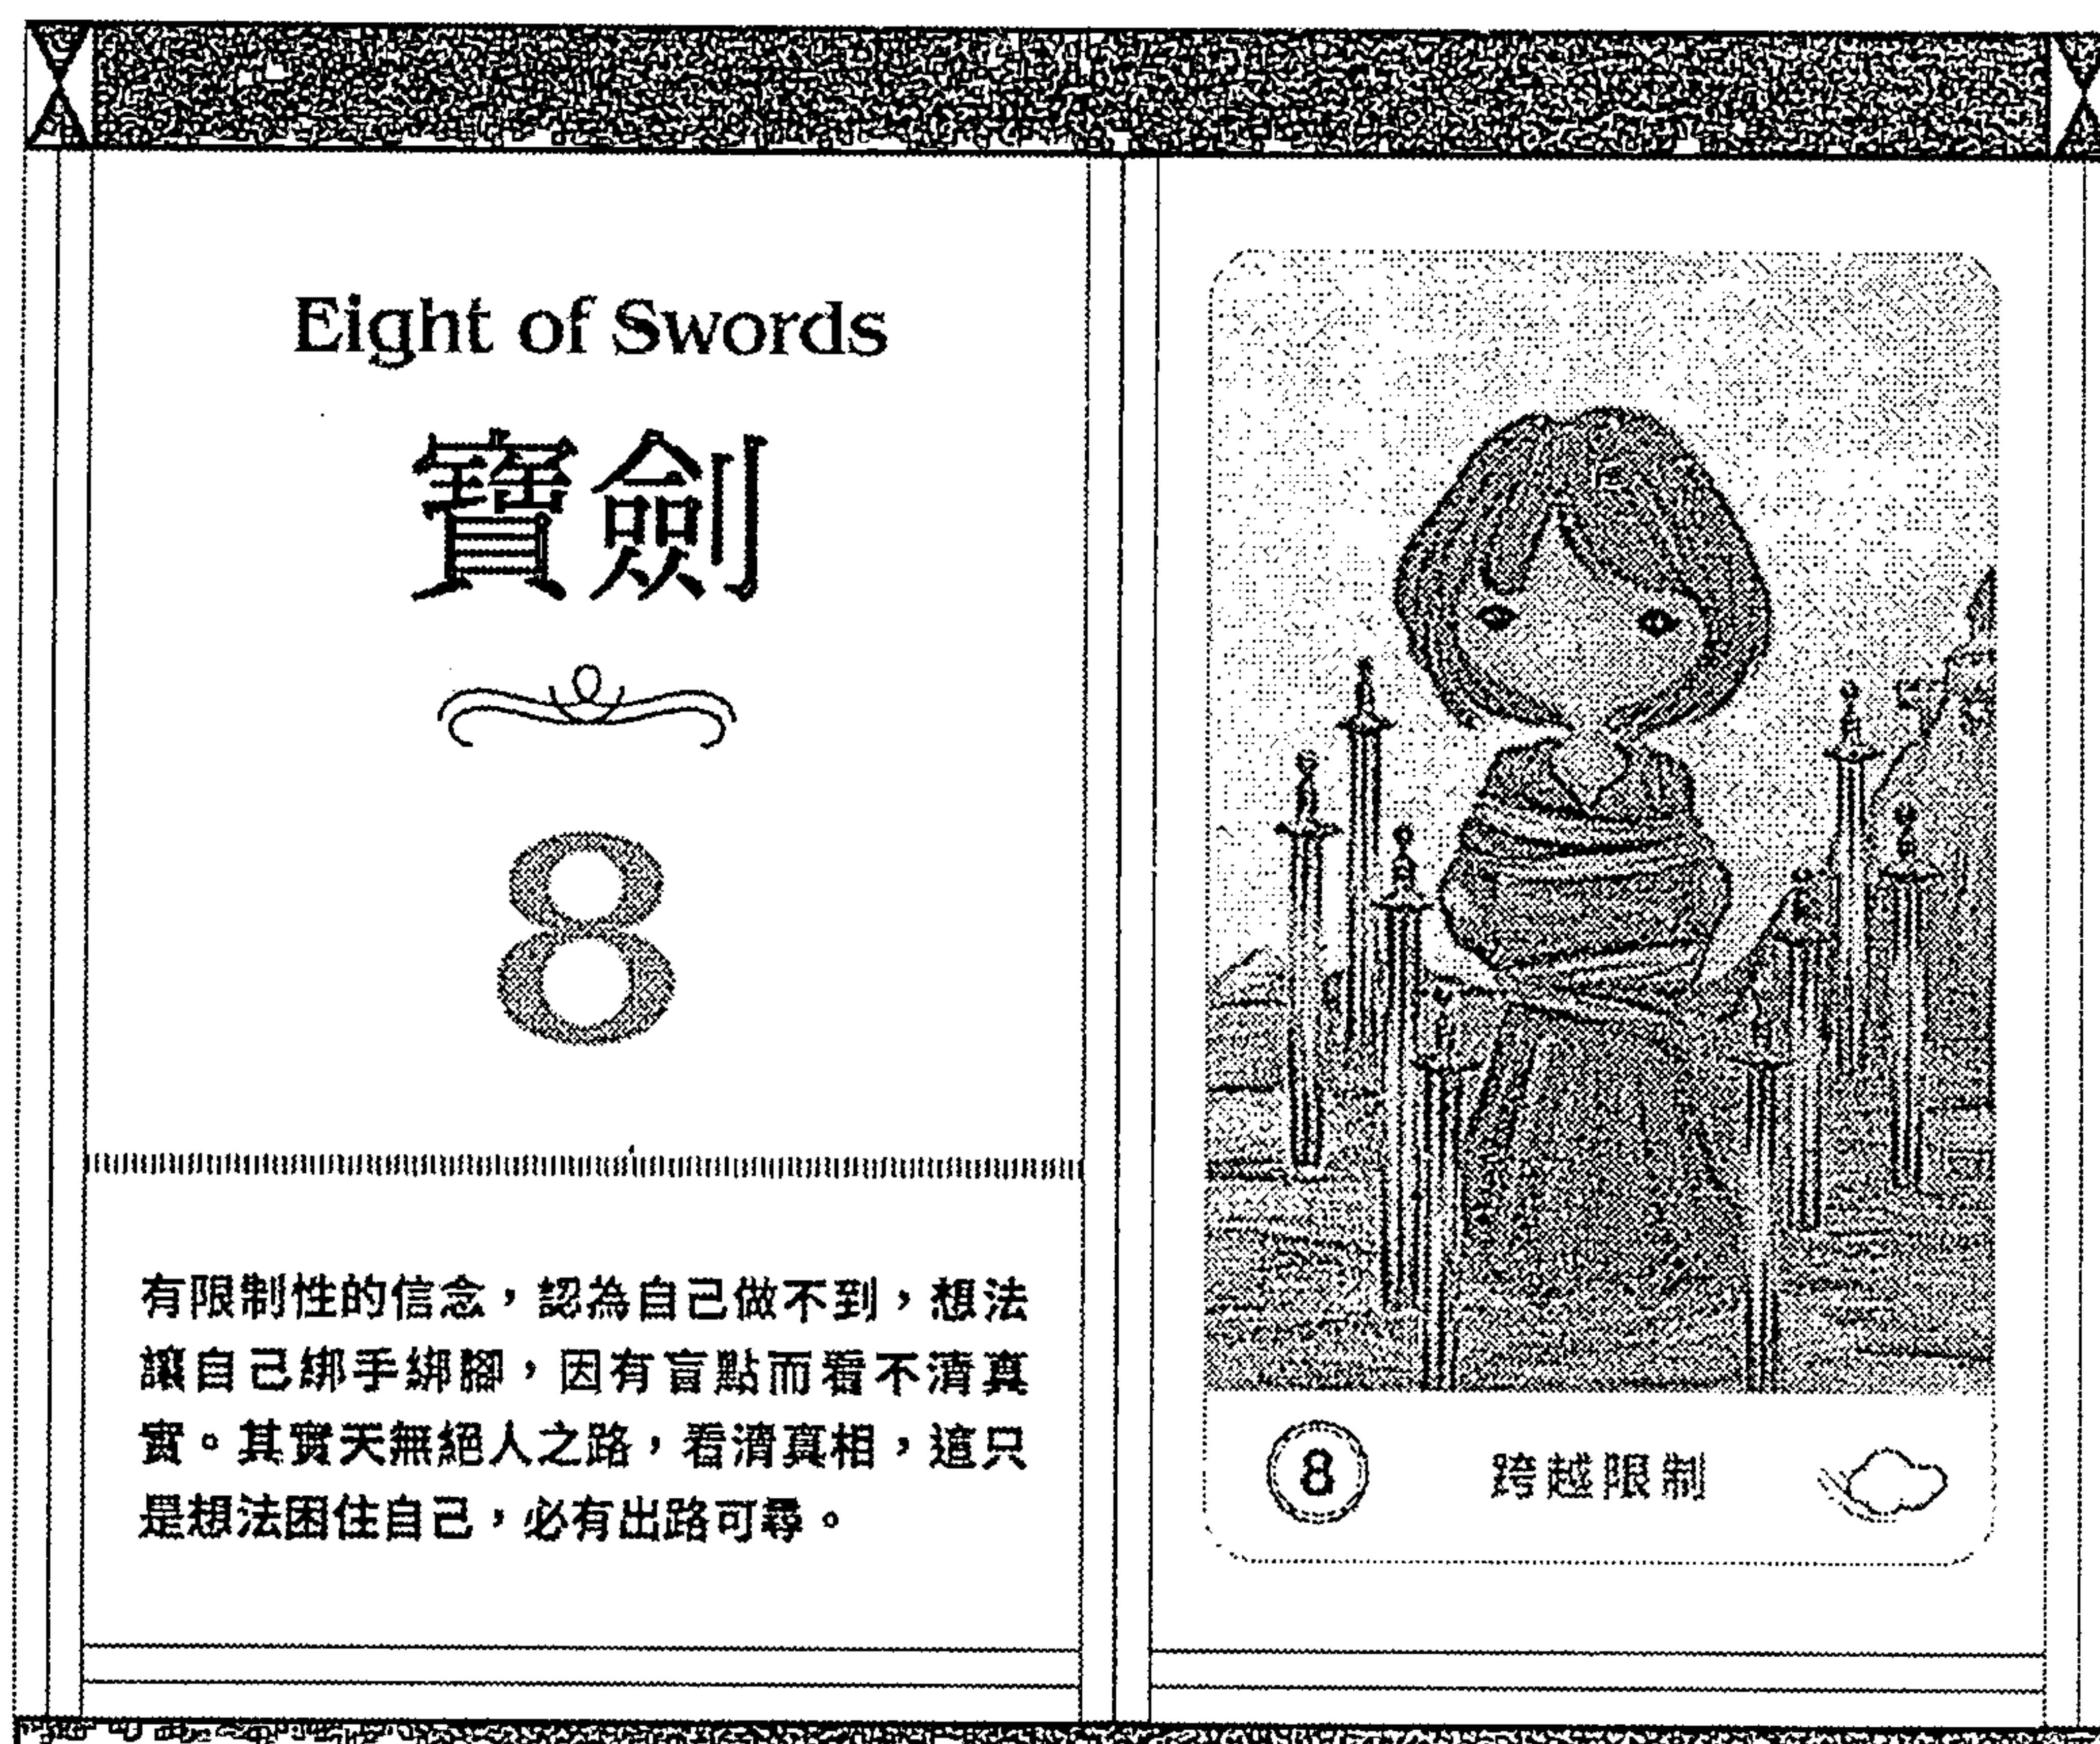 Eight of Swords
寶劍
8
有限制性的信念，認為自己做不到，想法
讓自己綁手綁腳，因有盲點而看不清真
實。其實天無絕人之路，看清真相，這只
是想法困住自己，必有出路可尋。
8 跨越限制